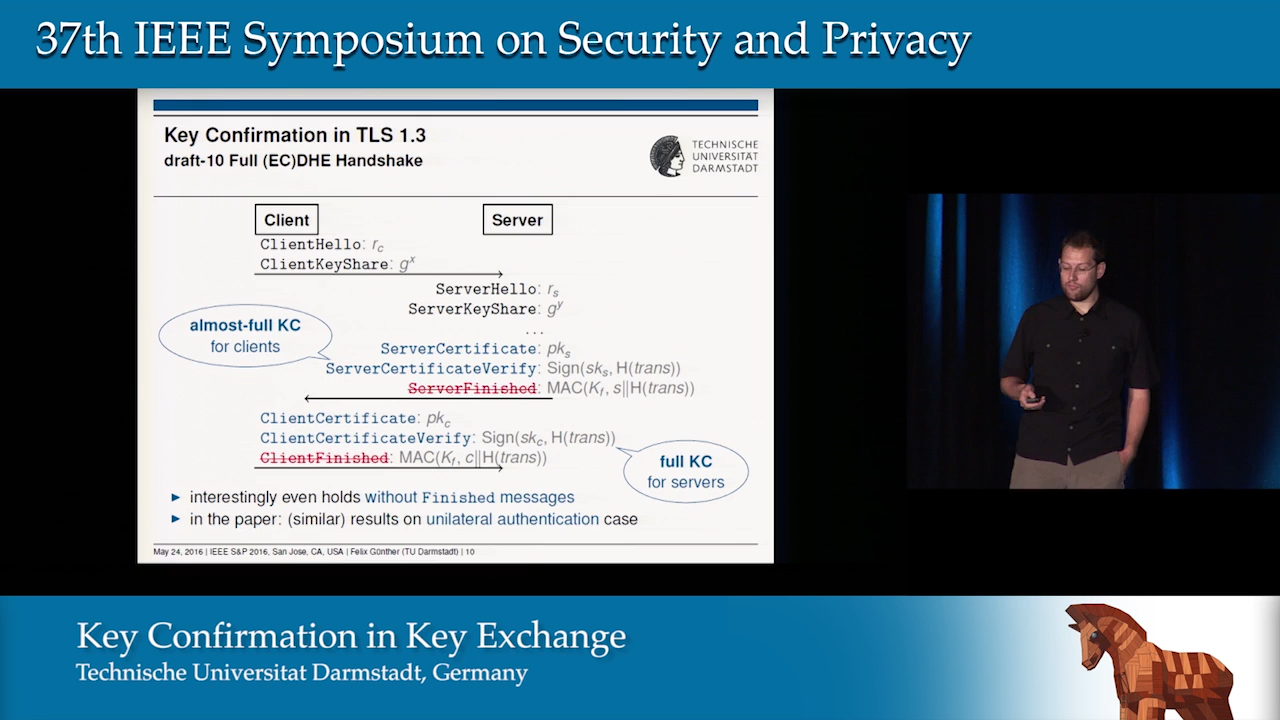 37th IEEE Symposium on Security and Privacy
Key Confirmation in TLS 1.3
draft-10 Full (EC)DHE Handshake
TECHNISCHE
UNIVERSITÄT
DARMSTADT
Client
Server
ClientHello: r_c
ClientKeyShare: g^x
ServerHello: r_s
ServerKeyShare: g^y
...
almost-full KC
for clients
ServerCertificate: pk_s
ServerCertificateVerify: Sign(sk_s, H(trans))
ServerFinished: MAC(K_f, s||H(trans))
ClientCertificate: pk_c
ClientCertificateVerify: Sign(sk_c, H(trans))
ClientFinished: MAC(K_f, c||H(trans))
full KC
for servers
► interestingly even holds without Finished messages
► in the paper: (similar) results on unilateral authentication case
May 24, 2016 | IEEE S&P 2016, San Jose, CA, USA | Felix Günther (TU Darmstadt) | 10
Key Confirmation in Key Exchange
Technische Universitat Darmstadt, Germany